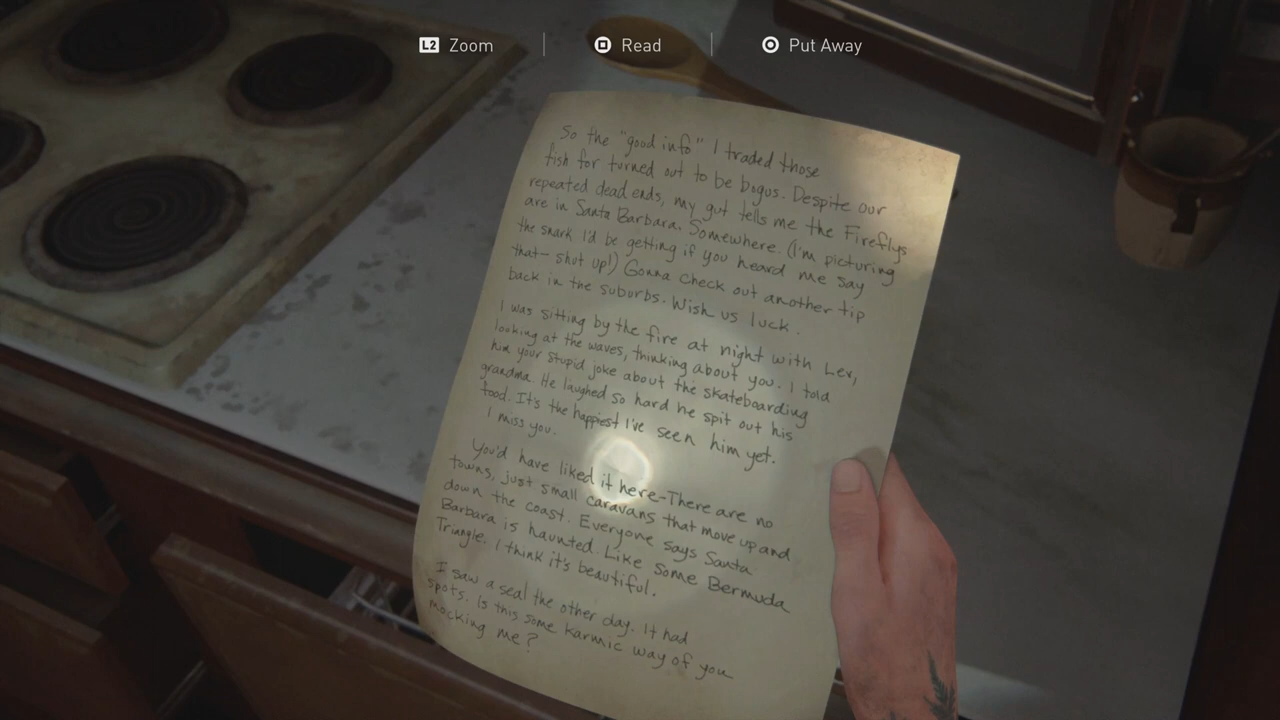 L2 Zoom | Read | Put Away
So the "good info" I traded those
fish for turned out to be bogus. Despite our
repeated dead ends, my gut tells me the Fireflys
are in Santa Barbara. Somewhere. (I'm picturing
the snark I'd be getting if you heard me say
that- shut up!) Gonna check out another tip
back in the suburbs. Wish us luck.
I was sitting by the fire at night with Lev,
looking at the waves, thinking about you. I told
him your stupid joke about the skateboarding
grandma. He laughed so hard he spit out his
food. It's the happiest I've seen him yet.
I miss you.
You'd have liked it here-There are no
towns, just small caravans that move up and
down the coast. Everyone says Santa
Barbara is haunted. Like some Bermuda
Triangle. I think it's beautiful.
I saw a seal the other day. It had
spots. Is this some karmic way of you
mocking me?